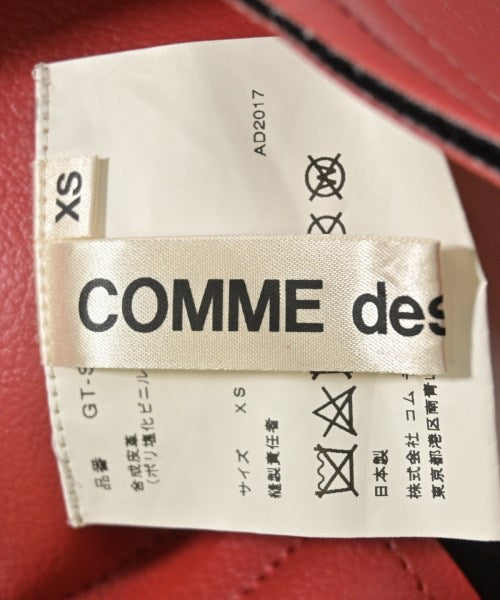 COMME des
XS
AD2017
品番 GT-S
合成皮革
(ポリ塩化ビニル
サイズ XS
縫製責任者
日本製
株式会社 コム
東京都港区南青山